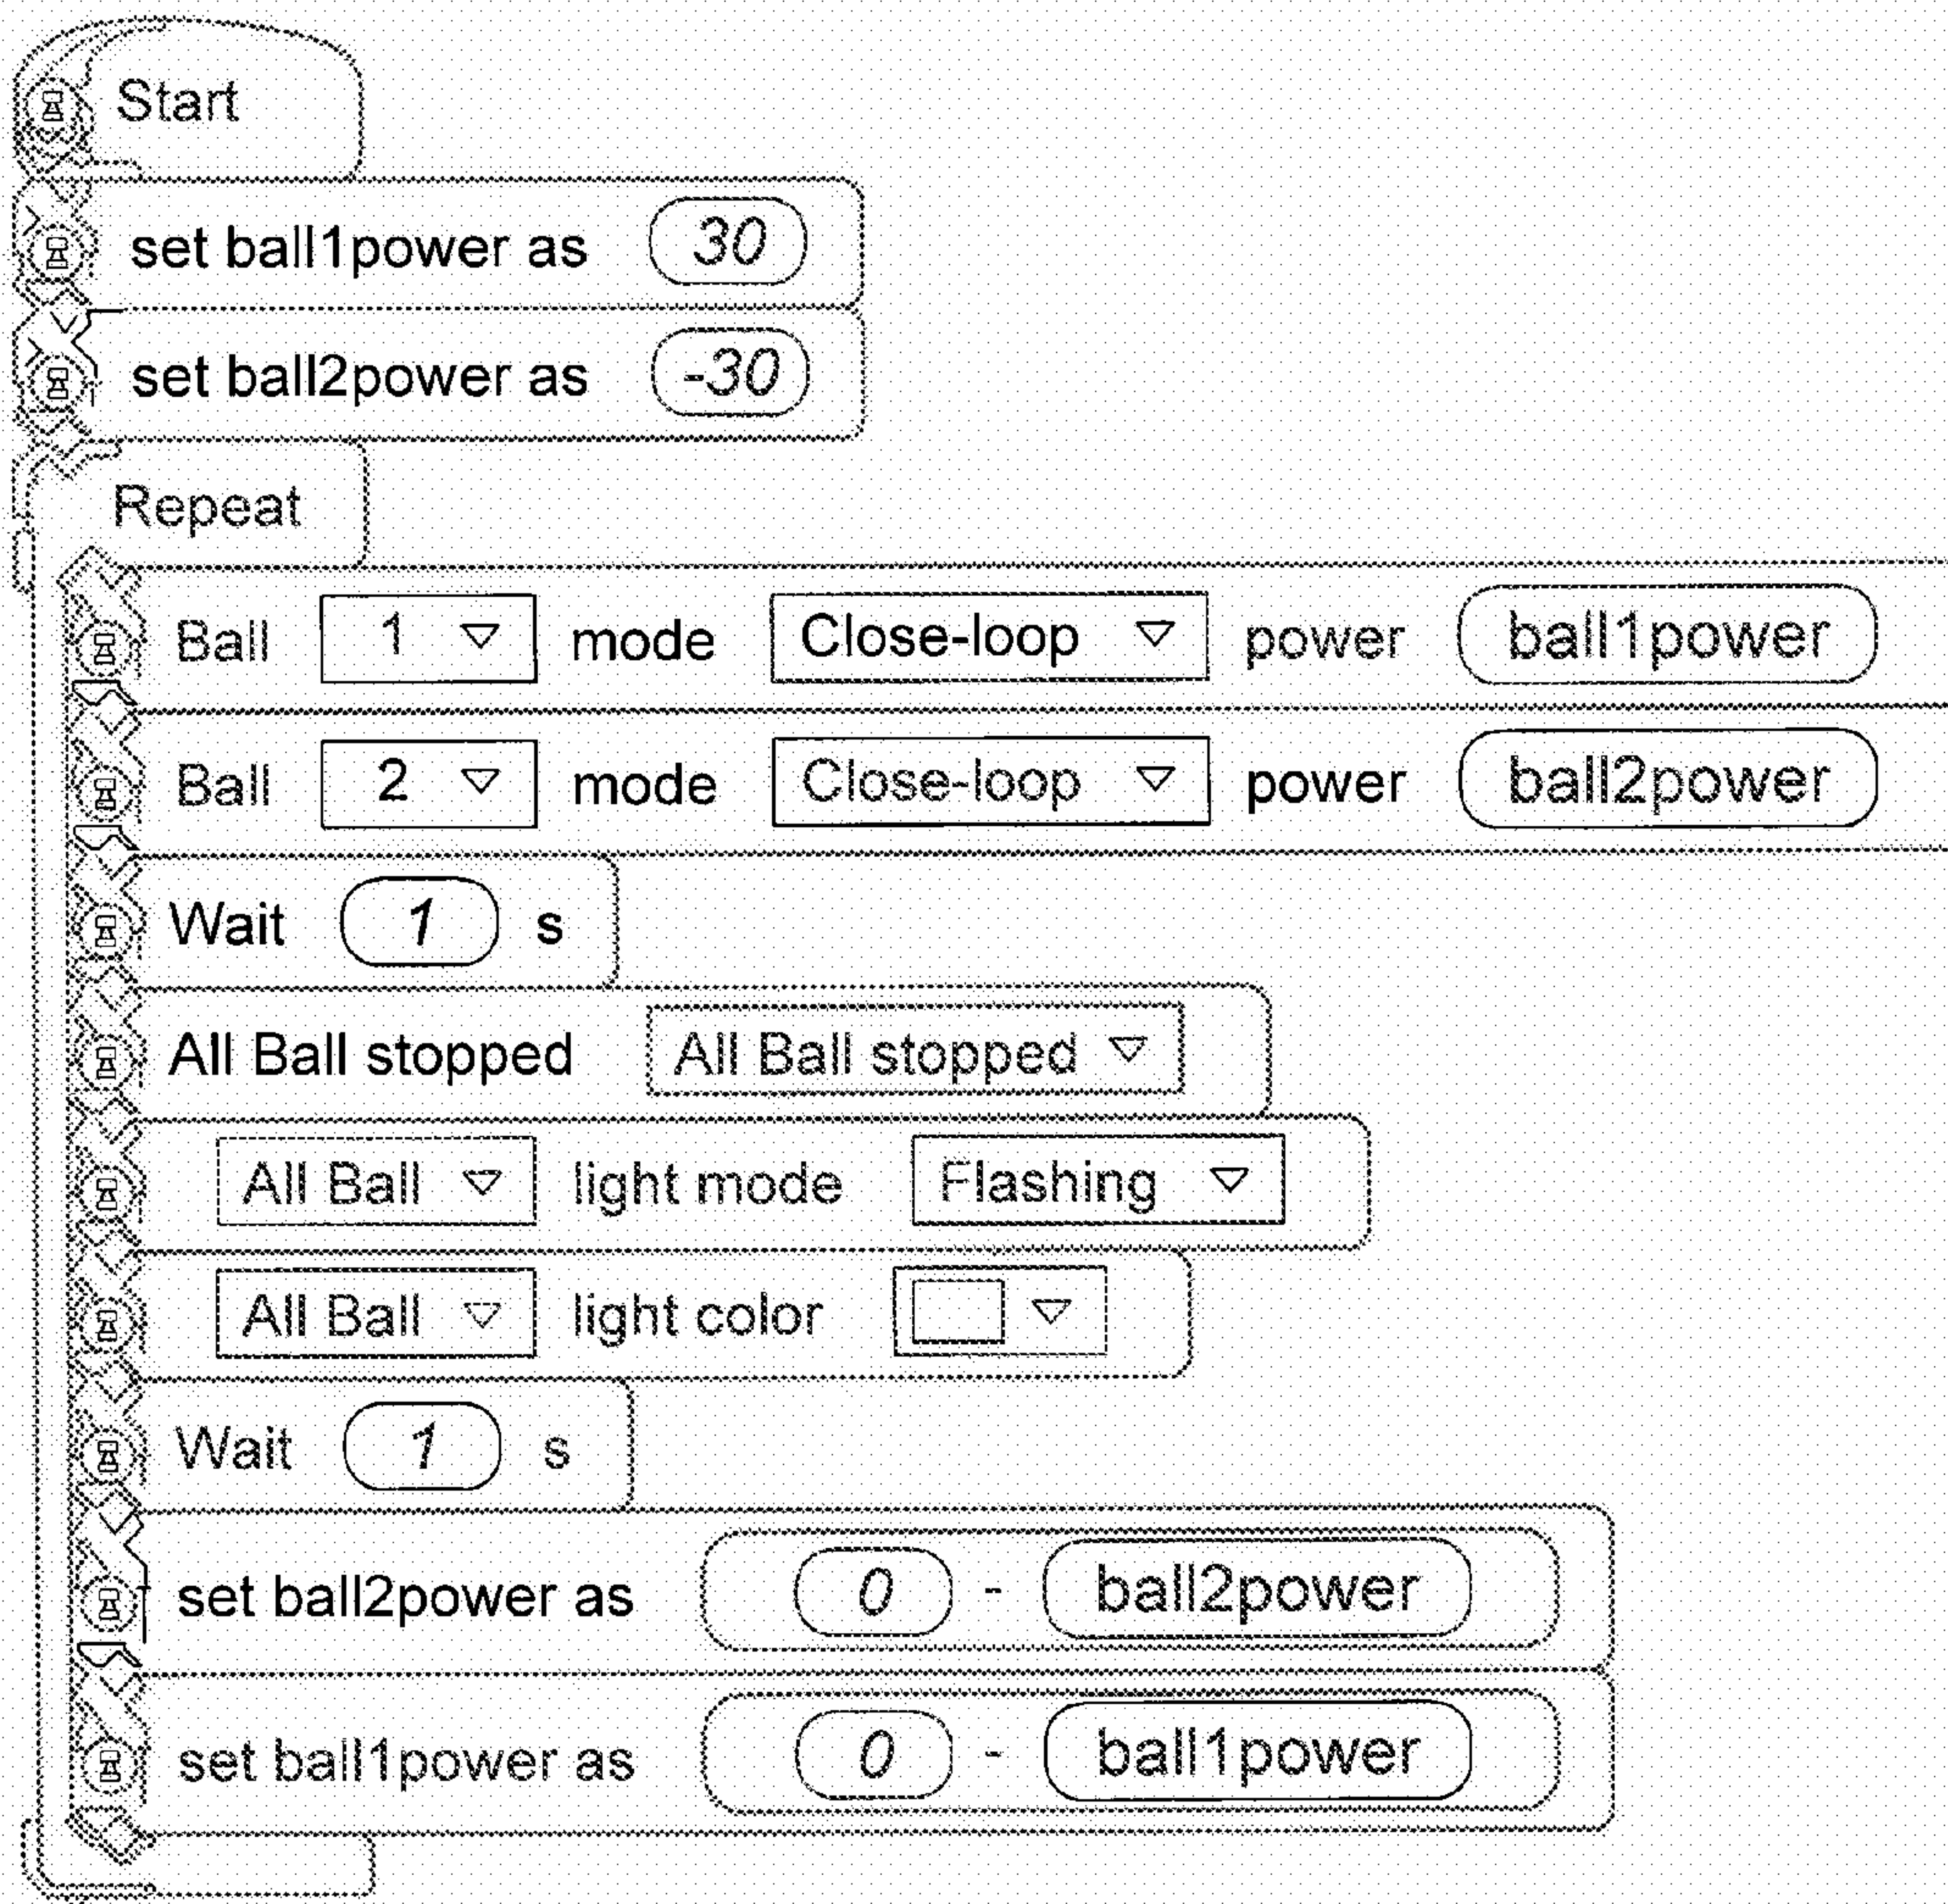 Start
set ball1power as 30
set ball2power as -30
Repeat
Ball 1 mode Close-loop power ball1power
Ball 2 mode Close-loop power ball2power
Wait 1 s
All Ball stopped All Ball stopped
All Ball light mode Flashing
All Ball light color
Wait 1 s
set ball2power as 0 - ball2power
set ball1power as 0 - ball1power